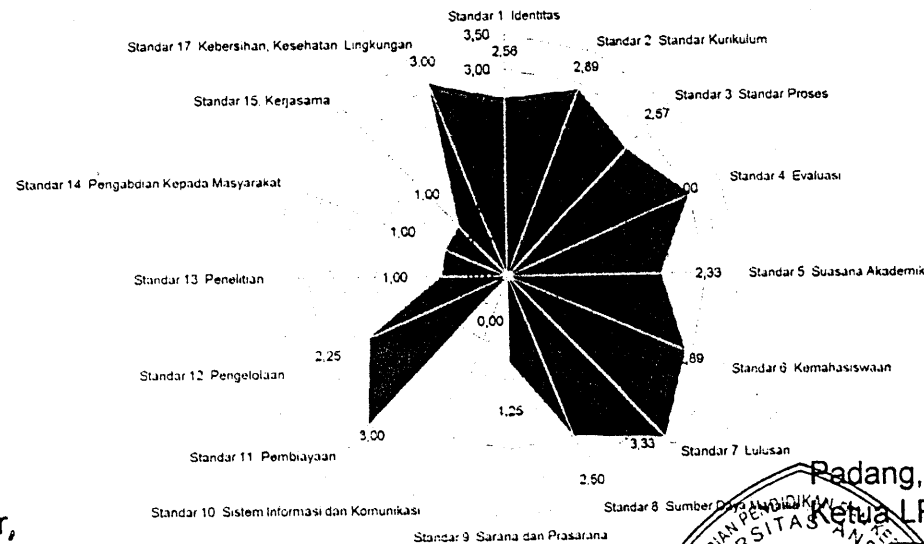 Standar 1 Identitas
3,50
2,56
3,00
Standar 2 Standar Kurikulum
2,89
Standar 3 Standar Proses
2,57
Standar 4 Evaluasi
00
Standar 5 Suasana Akademik
2,33
Standar 6 Kemahasiswaan
,89
Standar 7 Lulusan
3,33
Standar 8 Sumber
2,50
Standar 9 Sarana dan Prasarana
1,25
Standar 10 Sistem Informasi dan Komunikasi
0,00
Standar 11 Pembiayaan
3,00
Standar 12 Pengelolaan
2,25
Standar 13 Penelitian
1,00
Standar 14 Pengabdian Kepada Masyarakat
1,00
Standar 15. Kerjasama
1,00
Standar 17 Kebersihan, Kesehatan Lingkungan
3,00
Padang,
Ketua